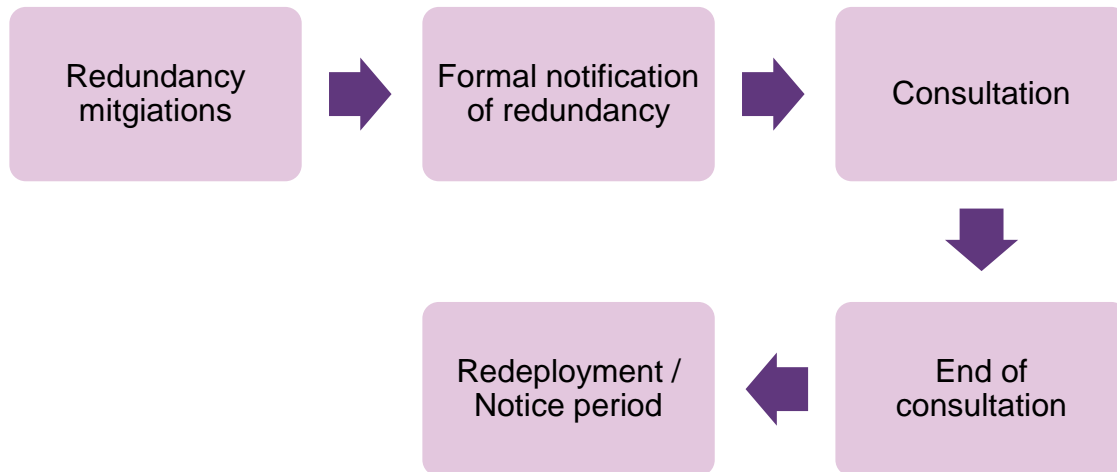 Redundancy
mitgiations
Formal notification
of redundancy
Consultation
End of
consultation
Redeployment /
Notice period